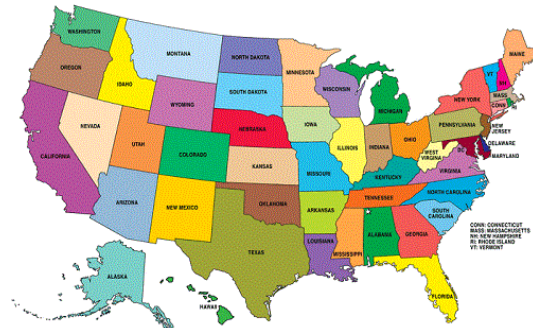 WASHINGTON
OREGON
CALIFORNIA
NEVADA
IDAHO
MONTANA
WYOMING
UTAH
COLORADO
ARIZONA
NEW MEXICO
NORTH DAKOTA
SOUTH DAKOTA
NEBRASKA
KANSAS
OKLAHOMA
TEXAS
MINNESOTA
IOWA
MISSOURI
ARKANSAS
LOUISIANA
WISCONSIN
ILLINOIS
MICHIGAN
INDIANA
OHIO
KENTUCKY
TENNESSEE
MISSISSIPPI
ALABAMA
GEORGIA
FLORIDA
SOUTH
CAROLINA
NORTH CAROLINA
VIRGINIA
WEST
VIRGINIA
PENNSYLVANIA
NEW YORK
VT
NH
MAINE
MASS
CONN
RI
NEW
JERSEY
DELAWARE
MARYLAND
ALASKA
HAWAII
CONN: CONNECTICUT
MASS: MASSACHUSETTS
NH: NEW HAMPSHIRE
RI: RHODE ISLAND
VT: VERMONT